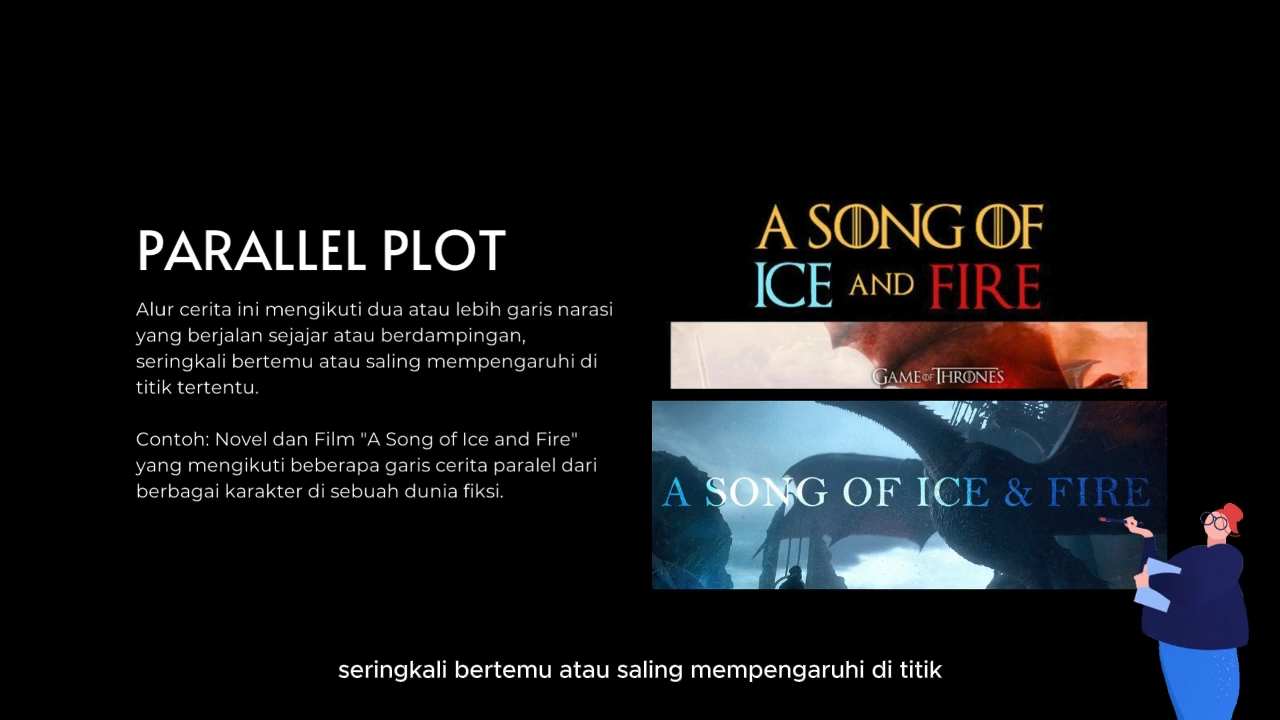 PARALLEL PLOT
Alur cerita ini mengikuti dua atau lebih garis narasi
yang berjalan sejajar atau berdampingan,
seringkali bertemu atau saling mempengaruhi di
titik tertentu.
Contoh: Novel dan Film "A Song of Ice and Fire"
yang mengikuti beberapa garis cerita paralel dari
berbagai karakter di sebuah dunia fiksi.
A SONG OF
ICE AND FIRE
GAME OF THRONES
A SONG OF ICE & FIRE
seringkali bertemu atau saling mempengaruhi di titik